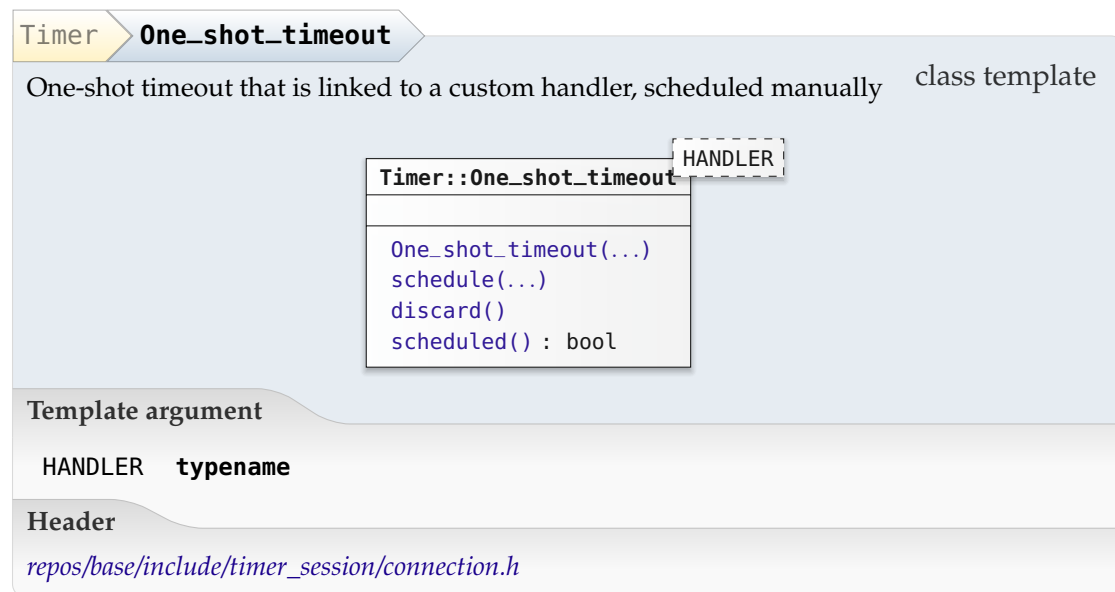 Timer One_shot_timeout
One-shot timeout that is linked to a custom handler, scheduled manually
class template
HANDLER
Timer::One_shot_timeout
One_shot_timeout(...)
schedule(...)
discard()
scheduled() : bool
Template argument
HANDLER typename
Header
repos/base/include/timer_session/connection.h